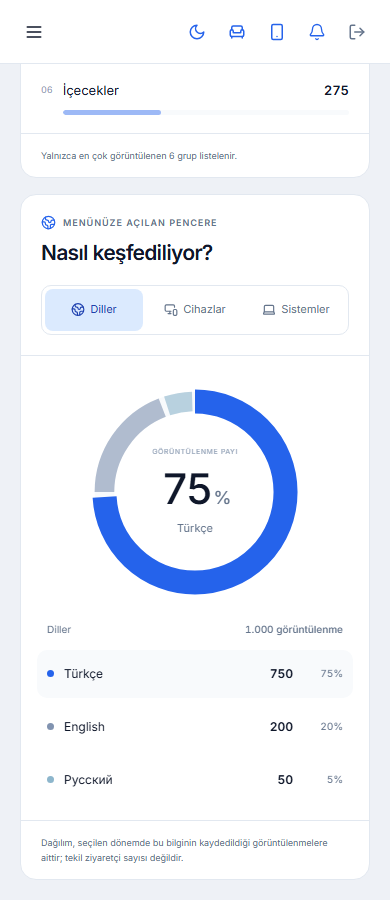 06 İçecekler 275
Yalnızca en çok görüntülenen 6 grup listelenir.
MENÜNÜZE AÇILAN PENCERE
Nasıl keşfediliyor?
Diller Cihazlar Sistemler
GÖRÜNTÜLENME PAYI
75%
Türkçe
Diller 1.000 görüntülenme
Türkçe 750 75%
English 200 20%
Русский 50 5%
Dağılım, seçilen dönemde bu bilginin kaydedildiği görüntülenmelere
aittir; tekil ziyaretçi sayısı değildir.